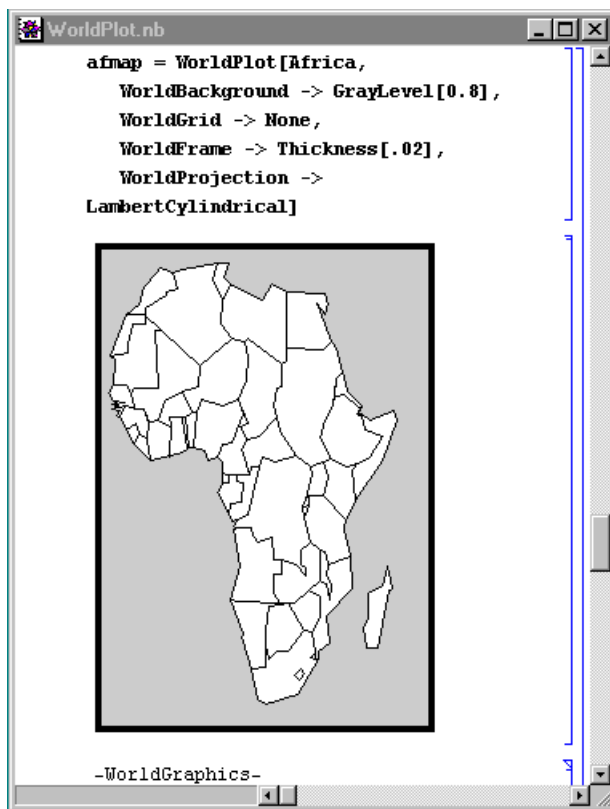 WorldPlot.nb
afmap = WorldPlot[Africa,
WorldBackground -> GrayLevel[0.8],
WorldGrid -> None,
WorldFrame -> Thickness[.02],
WorldProjection ->
LambertCylindrical]
-WorldGraphics-